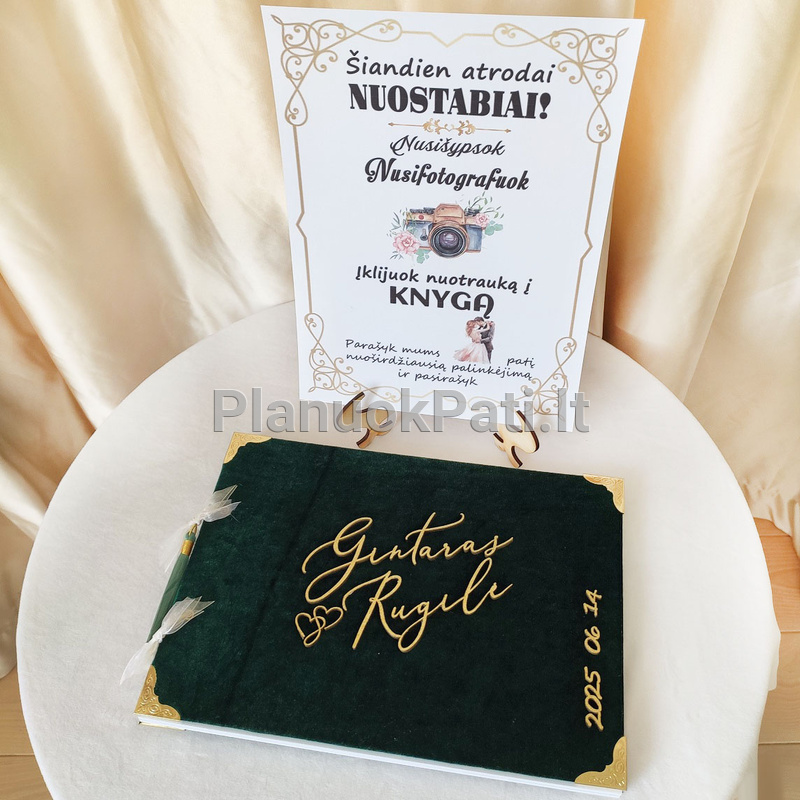 Šiandien atrodai
NUOSTABIAI!
Nusišypsok
Nusifotografuok
Įklijuok nuotrauką į
KNYGĄ
Parašyk mums patį
nuoširdžiausią palinkėjimą
ir pasirašyk
PlanuokPati.lt
Gintaras
Rugilė
2025 06 14